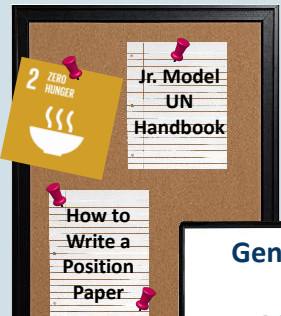 2 ZERO
HUNGER
Jr. Model
UN
Handbook
How to
Write a
Position
Paper
Gen